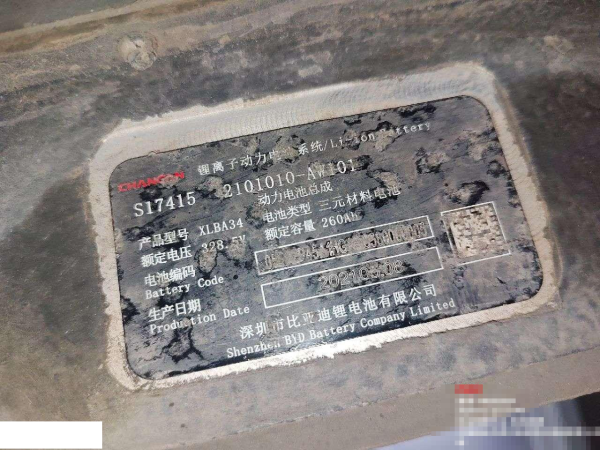 CHANGAN 锂离子动力电 系统/Li-ion Battery
S17415 2101010-AW101
动力电池总成
产品型号 XLBA34 电池类型 三元材料电池
额定电压 328.5V 额定容量 260Ah
电池编码
Battery Code
生产日期
Production Date
深圳市比亚迪锂电池有限公司
Shenzhen BYD Battery Company Limited